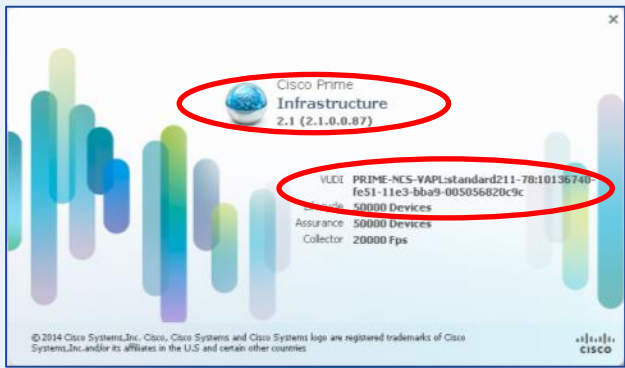 ×
Cisco Prime
Infrastructure
2.1 (2.1.0.0.87)
VUDI PRIME-NCS-VAPL:standard211-78:10136740-
fe51-11e3-bba9-005056820c9c
Lifecycle 50000 Devices
Assurance 50000 Devices
Collector 20000 Fps
© 2014 Cisco Systems,Inc. Cisco, Cisco Systems and Cisco Systems logo are registered trademarks of Cisco
Systems,Inc.and/or its affiliates in the U.S and certain other countries
CISCO